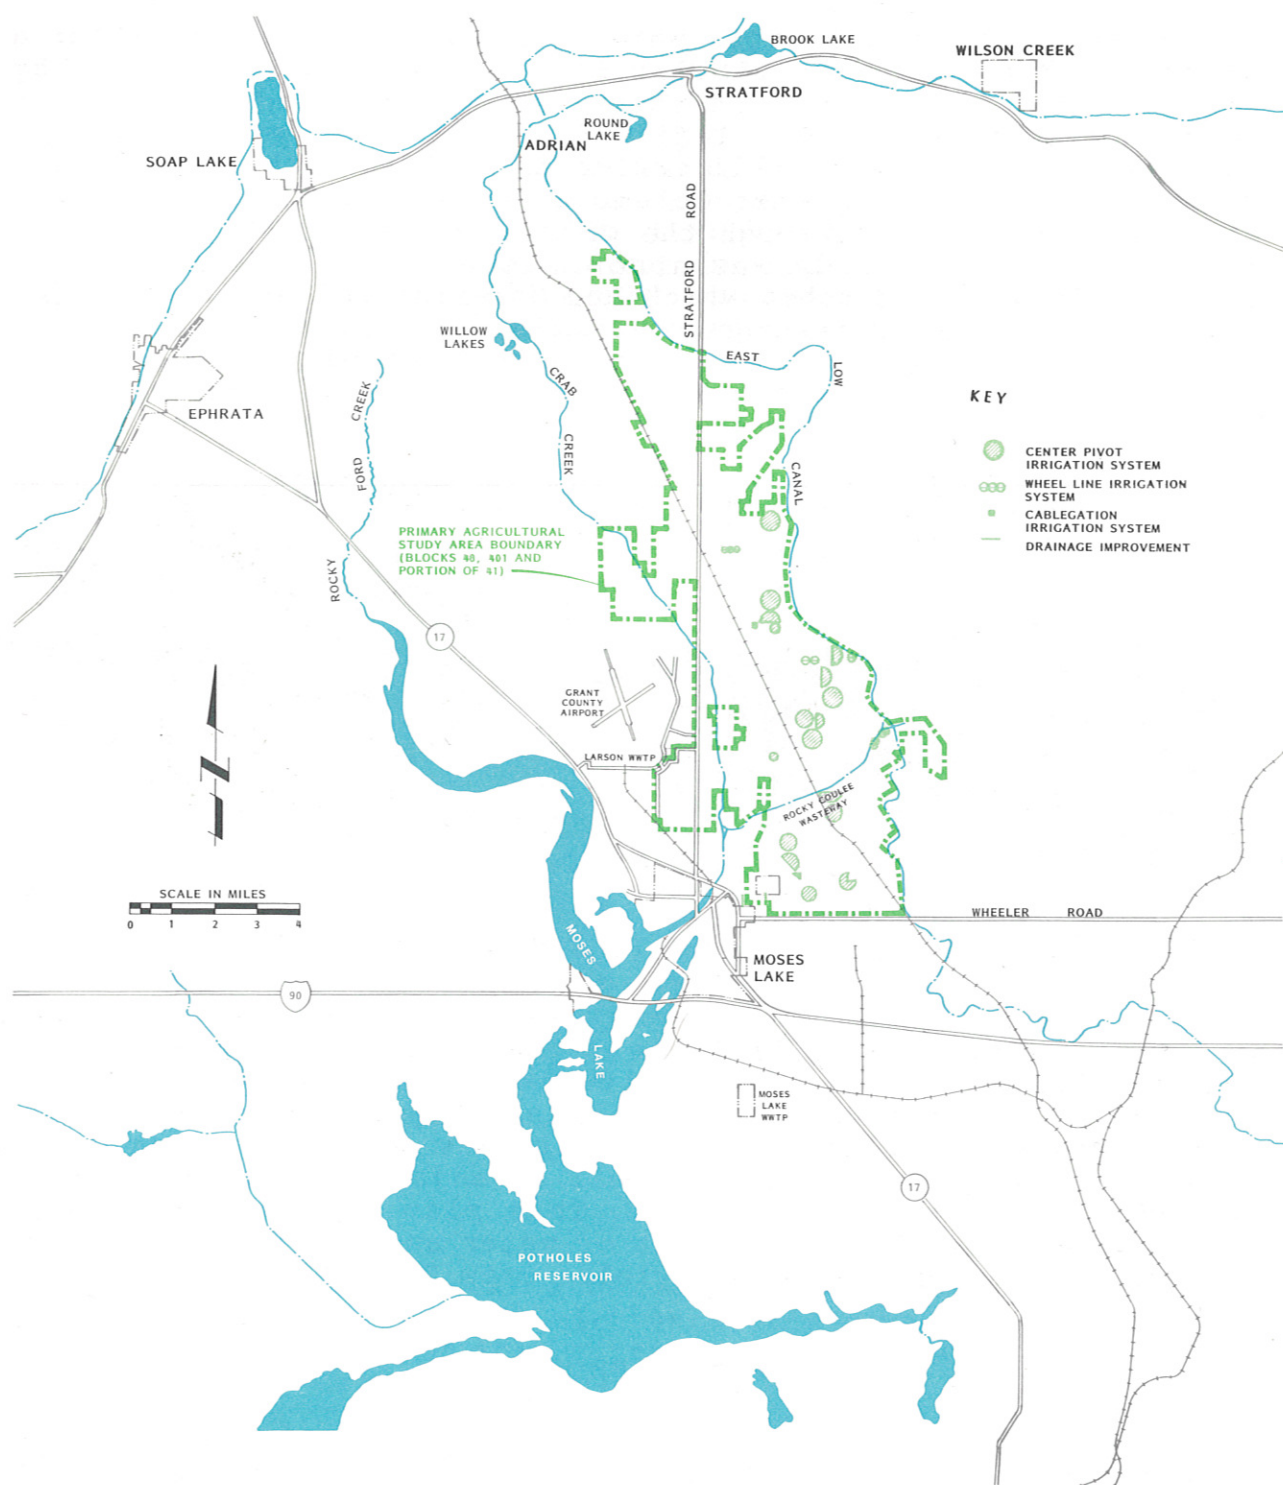 BROOK LAKE
WILSON CREEK
STRATFORD
ROUND
LAKE
ADRIAN
SOAP LAKE
STRATFORD ROAD
WILLOW
LAKES
EAST LOW CANAL
CRAB CREEK
ROCKY FORD CREEK
EPHRATA
KEY
CENTER PIVOT
IRRIGATION SYSTEM
WHEEL LINE IRRIGATION
SYSTEM
CABLEGATION
IRRIGATION SYSTEM
DRAINAGE IMPROVEMENT
PRIMARY AGRICULTURAL
STUDY AREA BOUNDARY
(BLOCKS 40, 401 AND
PORTION OF 41)
17
GRANT
COUNTY
AIRPORT
LARSON WWTP
ROCKY COULEE
WASTEWAY
N
SCALE IN MILES
0 1 2 3 4
WHEELER ROAD
MOSES
LAKE
MOSES LAKE
90
MOSES
LAKE
WWTP
17
POTHOLES
RESERVOIR